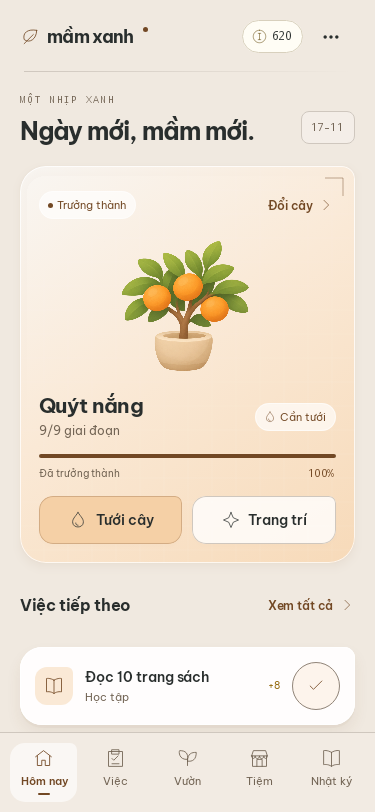 mầm xanh
620
MỘT NHỊP XANH
Ngày mới, mầm mới.
17–11
Trưởng thành
Đổi cây
Quýt nắng
9/9 giai đoạn
Cần tưới
Đã trưởng thành
100%
Tưới cây
Trang trí
Việc tiếp theo
Xem tất cả
Đọc 10 trang sách
Học tập
+8
Hôm nay
Việc
Vườn
Tiệm
Nhật ký